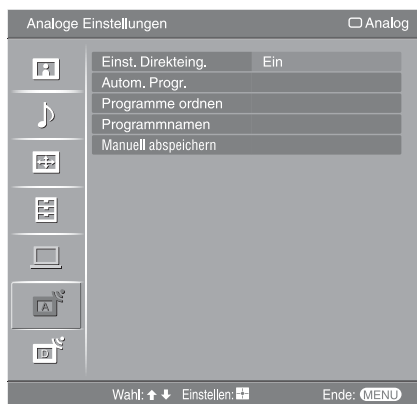 Analoge Einstellungen Analog
Einst. Direkteing. Ein
Autom. Progr.
Programme ordnen
Programmnamen
Manuell abspeichern
A
D
Wahl: Einstellen: Ende: MENU